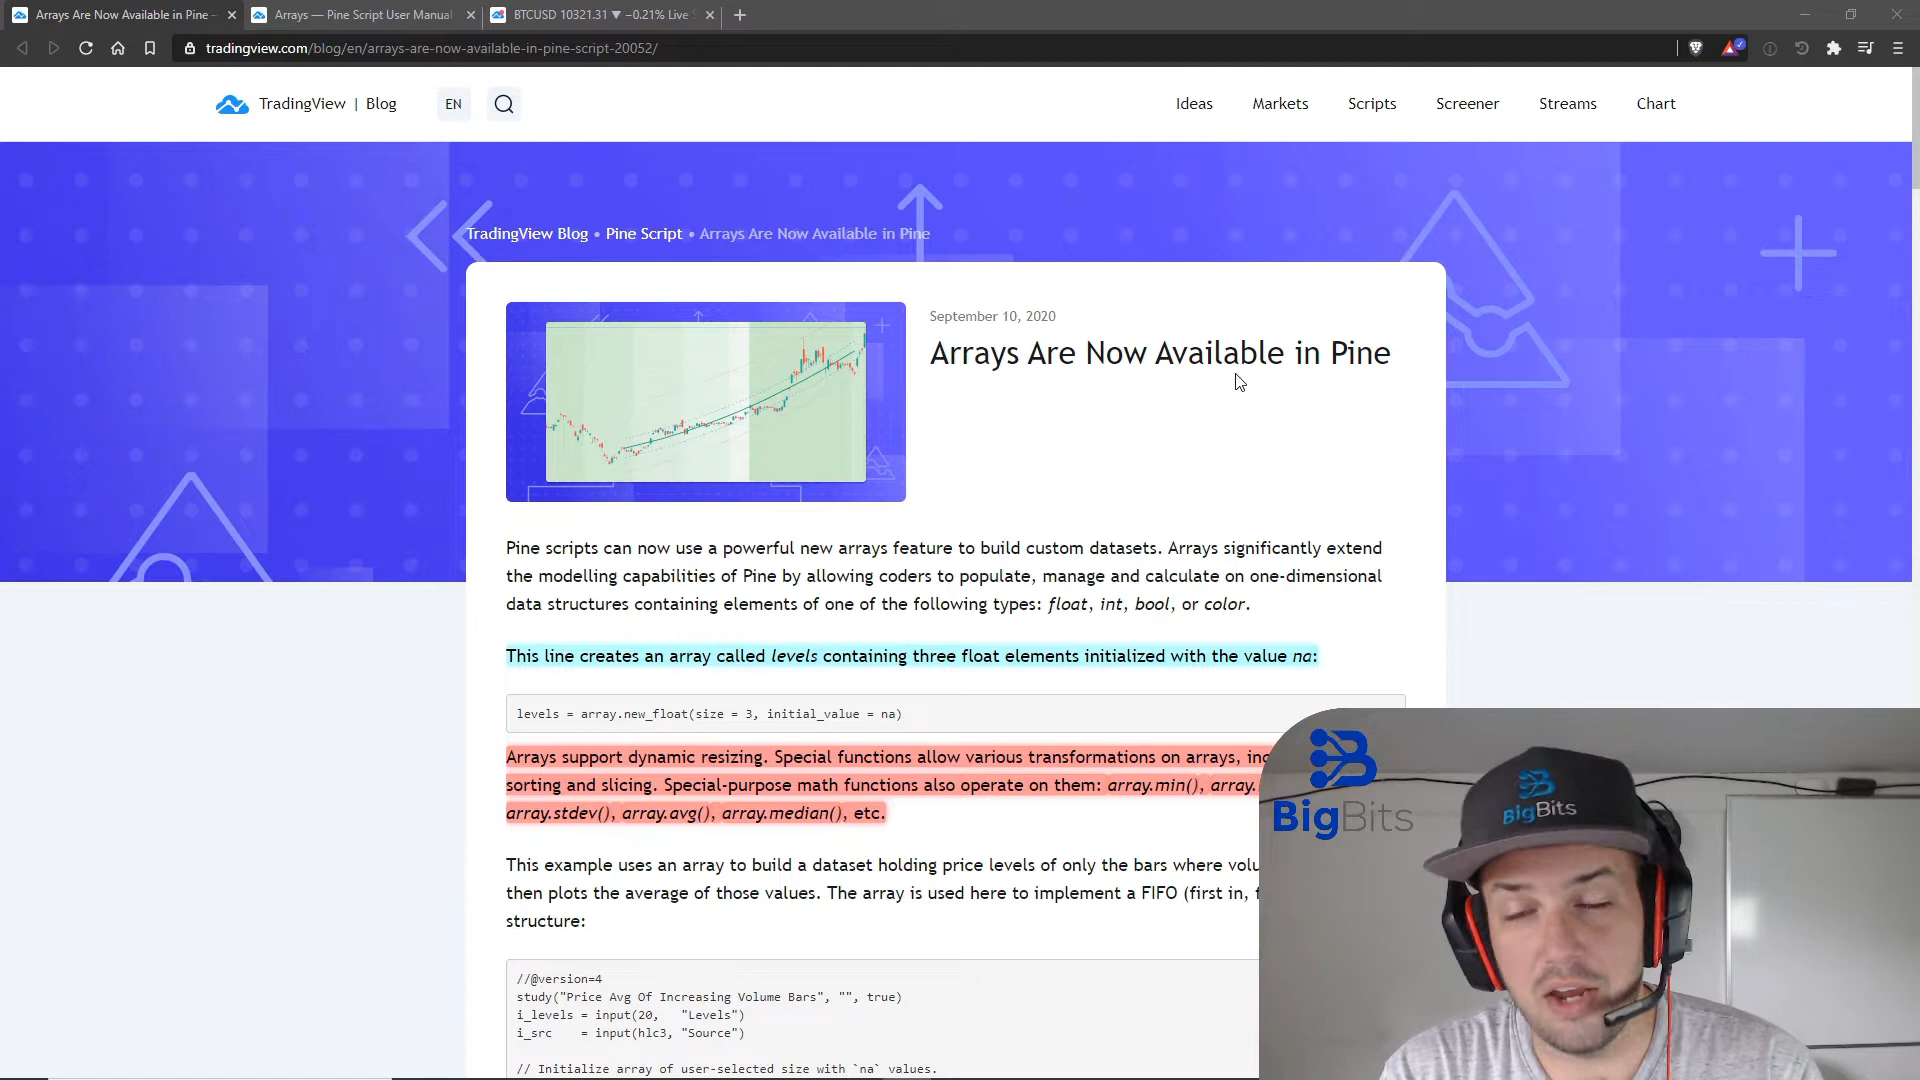 Arrays Are Now Available in Pine -
Arrays — Pine Script User Manual
BTCUSD 10321.31 ▼ −0.21% Live
tradingview.com/blog/en/arrays-are-now-available-in-pine-script-20052/
TradingView | Blog
EN
Ideas
Markets
Scripts
Screener
Streams
Chart
TradingView Blog • Pine Script • Arrays Are Now Available in Pine
September 10, 2020
Arrays Are Now Available in Pine
Pine scripts can now use a powerful new arrays feature to build custom datasets. Arrays significantly extend
the modelling capabilities of Pine by allowing coders to populate, manage and calculate on one-dimensional
data structures containing elements of one of the following types: float, int, bool, or color.
This line creates an array called levels containing three float elements initialized with the value na:
levels = array.new_float(size = 3, initial_value = na)
Arrays support dynamic resizing. Special functions allow various transformations on arrays, inc
sorting and slicing. Special-purpose math functions also operate on them: array.min(), array.
array.stdev(), array.avg(), array.median(), etc.
This example uses an array to build a dataset holding price levels of only the bars where volu
then plots the average of those values. The array is used here to implement a FIFO (first in, f
structure:
//@version=4
study("Price Avg Of Increasing Volume Bars", "", true)
i_levels = input(20, "Levels")
i_src = input(hlc3, "Source")
// Initialize array of user-selected size with `na` values.
BigBits
BigBits